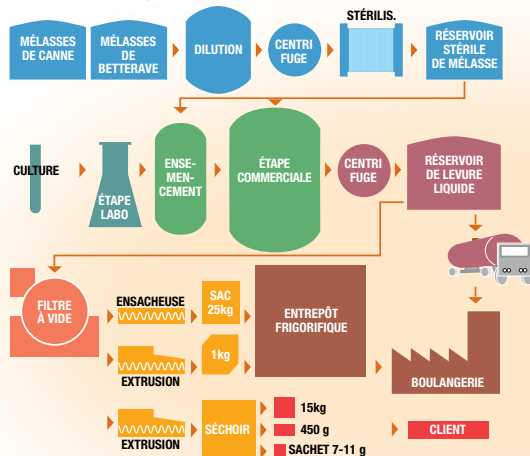 MÉLASSES
DE CANNE
MÉLASSES
DE
BETTERAVE
DILUTION
CENTRI
FUGE
STÉRILIS.
RÉSERVOIR
STÉRILE
DE MÉLASSE
CULTURE
ÉTAPE
LABO
ENSE-
MEN-
CEMENT
ÉTAPE
COMMERCIALE
CENTRI
FUGE
RÉSERVOIR
DE LEVURE
LIQUIDE
FILTRE
À VIDE
ENSACHEUSE
SAC
25kg
ENTREPÔT
FRIGORIFIQUE
EXTRUSION
1kg
BOULANGERIE
EXTRUSION
SÉCHOIR
15kg
450 g
SACHET 7-11 g
CLIENT